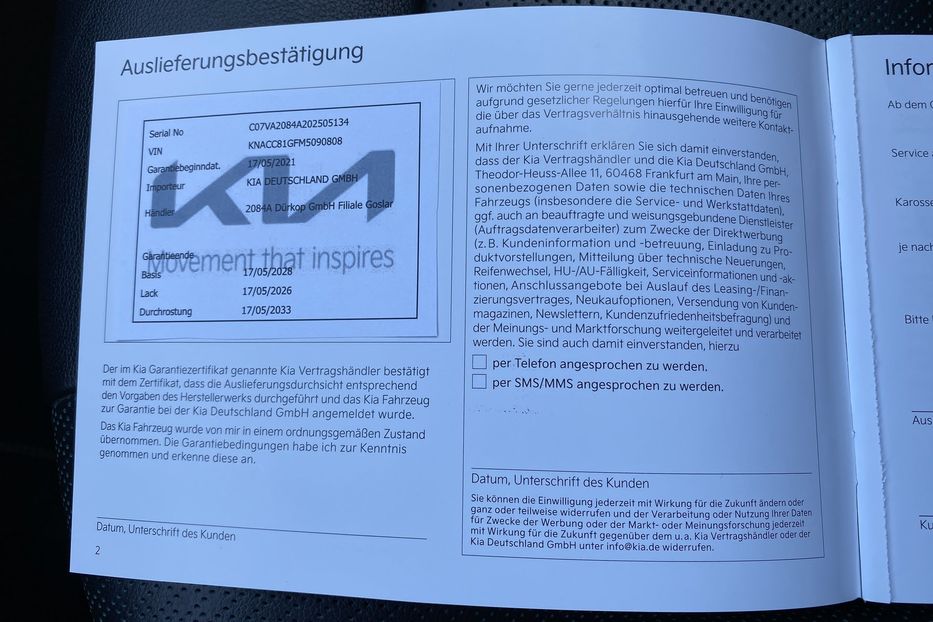 Auslieferungsbestätigung
Serial No C07VA2084A202505134
VIN KNACC81GFM5090808
Garantiebeginndat. 17/05/2021
Importeur KIA DEUTSCHLAND GMBH
KIA
Händler 2084A Dürkop GmbH Filiale Goslar
Garantieende
Movement that inspires
Basis 17/05/2028
Lack 17/05/2026
Durchrostung 17/05/2033
Der im Kia Garantiezertifikat genannte Kia Vertragshändler bestätigt
mit dem Zertifikat, dass die Auslieferungsdurchsicht entsprechend
den Vorgaben des Herstellerwerks durchgeführt und das Kia Fahrzeug
zur Garantie bei der Kia Deutschland GmbH angemeldet wurde.
Das Kia Fahrzeug wurde von mir in einem ordnungsgemäßen Zustand
übernommen. Die Garantiebedingungen habe ich zur Kenntnis
genommen und erkenne diese an.
Datum, Unterschrift des Kunden
2
Wir möchten Sie gerne jederzeit optimal betreuen und benötigen
aufgrund gesetzlicher Regelungen hierfür Ihre Einwilligung für
die über das Vertragsverhältnis hinausgehende weitere Kontakt-
aufnahme.
Mit Ihrer Unterschrift erklären Sie sich damit einverstanden,
dass der Kia Vertragshändler und die Kia Deutschland GmbH,
Theodor-Heuss-Allee 11, 60468 Frankfurt am Main, Ihre per-
sonenbezogenen Daten sowie die technischen Daten Ihres
Fahrzeugs (insbesondere die Service- und Werkstattdaten),
ggf. auch an beauftragte und weisungsgebundene Dienstleister
(Auftragsdatenverarbeiter) zum Zwecke der Direktwerbung
(z. B. Kundeninformation und -betreuung, Einladung zu Pro-
duktvorstellungen, Mitteilung über technische Neuerungen,
Reifenwechsel, HU-/AU-Fälligkeit, Serviceinformationen und -ak-
tionen, Anschlussangebote bei Auslauf des Leasing-/Finan-
zierungsvertrages, Neukaufoptionen, Versendung von Kunden-
magazinen, Newslettern, Kundenzufriedenheitsbefragung) und
der Meinungs- und Marktforschung weitergeleitet und verarbeitet
werden. Sie sind auch damit einverstanden, hierzu
per Telefon angesprochen zu werden.
per SMS/MMS angesprochen zu werden.
Datum, Unterschrift des Kunden
Sie können die Einwilligung jederzeit mit Wirkung für die Zukunft ändern oder
ganz oder teilweise widerrufen und der Verarbeitung oder Nutzung Ihrer Daten
für Zwecke der Werbung oder der Markt- oder Meinungsforschung jederzeit
mit Wirkung für die Zukunft gegenüber dem u. a. Kia Vertragshändler oder der
Kia Deutschland GmbH unter info@kia.de widerrufen.
Infor
Ab dem
Service
Karosse
je nach
Bitte
Aus
Ku